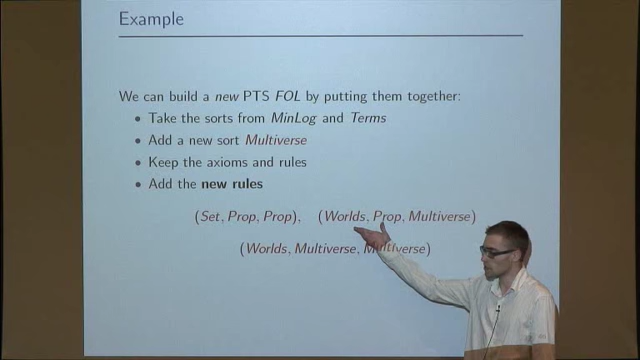 Example
We can build a new PTS FOL by putting them together:
• Take the sorts from MinLog and Terms
• Add a new sort Multiverse
• Keep the axioms and rules
• Add the new rules
(Set, Prop, Prop), (Worlds, Prop, Multiverse)
(Worlds, Multiverse, Multiverse)